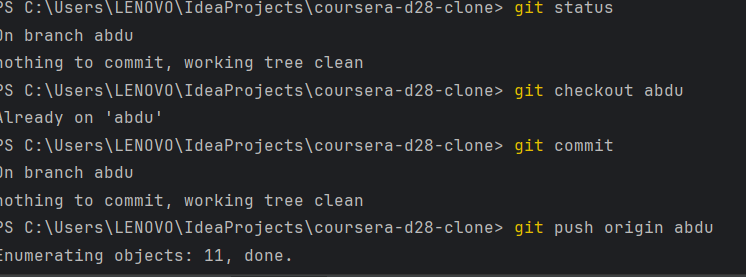 PS C:\Users\LENOVO\IdeaProjects\coursera-d28-clone> git status
On branch abdu
nothing to commit, working tree clean
PS C:\Users\LENOVO\IdeaProjects\coursera-d28-clone> git checkout abdu
Already on 'abdu'
PS C:\Users\LENOVO\IdeaProjects\coursera-d28-clone> git commit
On branch abdu
nothing to commit, working tree clean
PS C:\Users\LENOVO\IdeaProjects\coursera-d28-clone> git push origin abdu
Enumerating objects: 11, done.